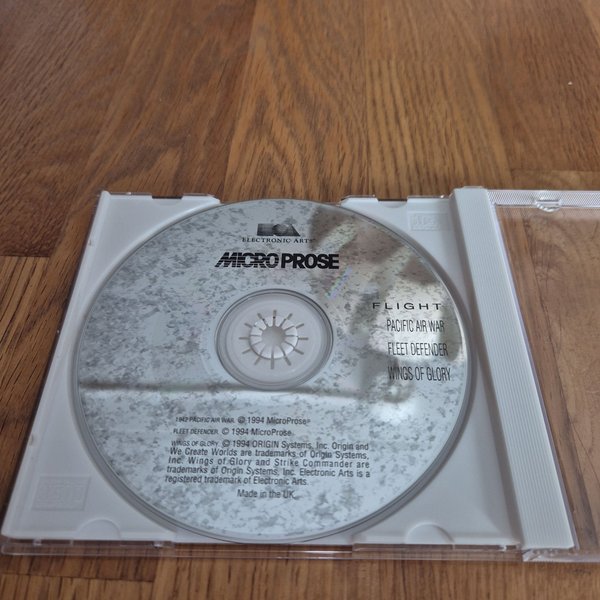 ELECTRONIC ARTS®
MICRO PROSE
FLIGHT
PACIFIC AIR WAR
FLEET DEFENDER
WINGS OF GLORY
1942 PACIFIC AIR WAR. © 1994 MicroProse®
FLEET DEFENDER. © 1994 MicroProse.
WINGS OF GLORY. © 1994 ORIGIN Systems, Inc. Origin and
We Create Worlds are trademarks of Origin Systems,
Inc. Wings of Glory and Strike Commander are
trademarks of Origin Systems, Inc. Electronic Arts is a
registered trademark of Electronic Arts.
Made in the UK.